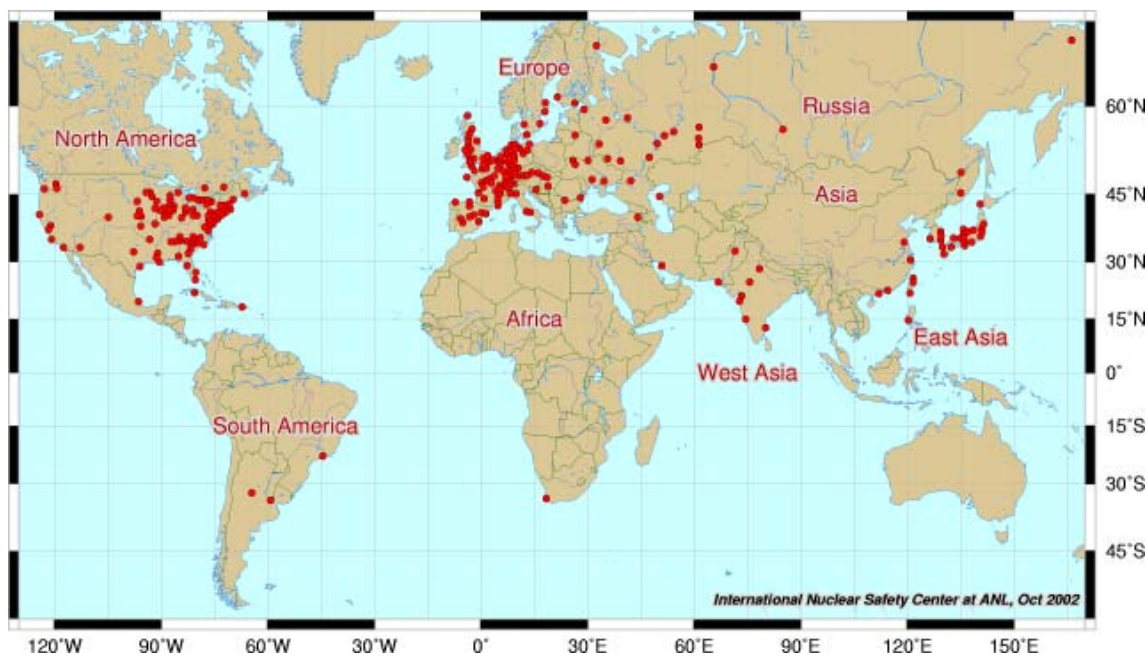 Europe
60°N
Russia
North America
45°N
Asia
30°N
Africa
15°N
East Asia
West Asia
0°
South America
15°S
30°S
45°S
International Nuclear Safety Center at ANL, Oct 2002
120°W 90°W 60°W 30°W 0° 30°E 60°E 90°E 120°E 150°E